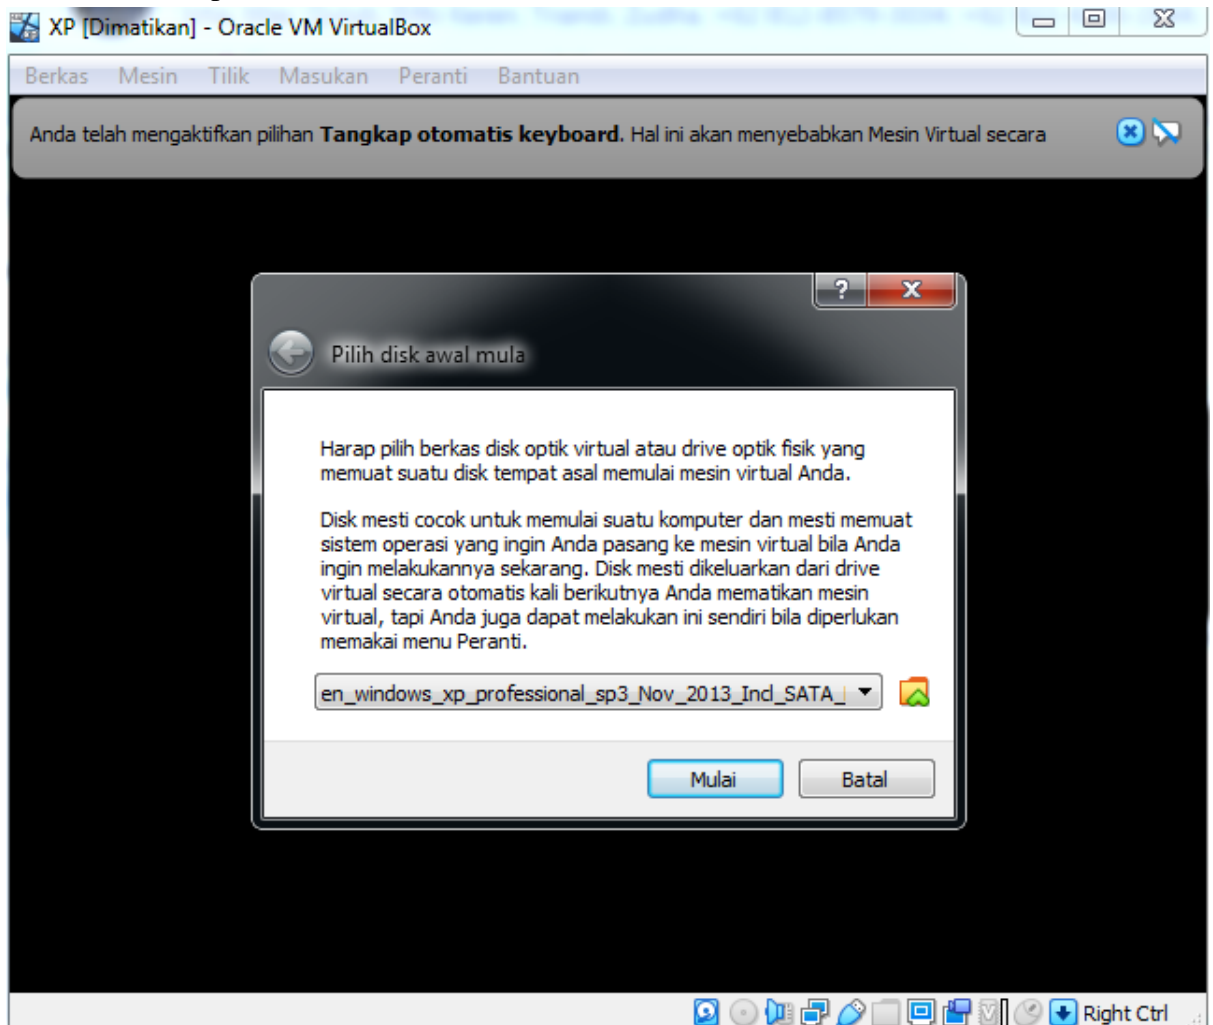 XP [Dimatikan] - Oracle VM VirtualBox
Berkas Mesin Tilik Masukan Peranti Bantuan
Anda telah mengaktifkan pilihan Tangkap otomatis keyboard. Hal ini akan menyebabkan Mesin Virtual secara
?
Pilih disk awal mula
Harap pilih berkas disk optik virtual atau drive optik fisik yang
memuat suatu disk tempat asal memulai mesin virtual Anda.
Disk mesti cocok untuk memulai suatu komputer dan mesti memuat
sistem operasi yang ingin Anda pasang ke mesin virtual bila Anda
ingin melakukannya sekarang. Disk mesti dikeluarkan dari drive
virtual secara otomatis kali berikutnya Anda mematikan mesin
virtual, tapi Anda juga dapat melakukan ini sendiri bila diperlukan
memakai menu Peranti.
en_windows_xp_professional_sp3_Nov_2013_Incl_SATA_
Mulai Batal
Right Ctrl